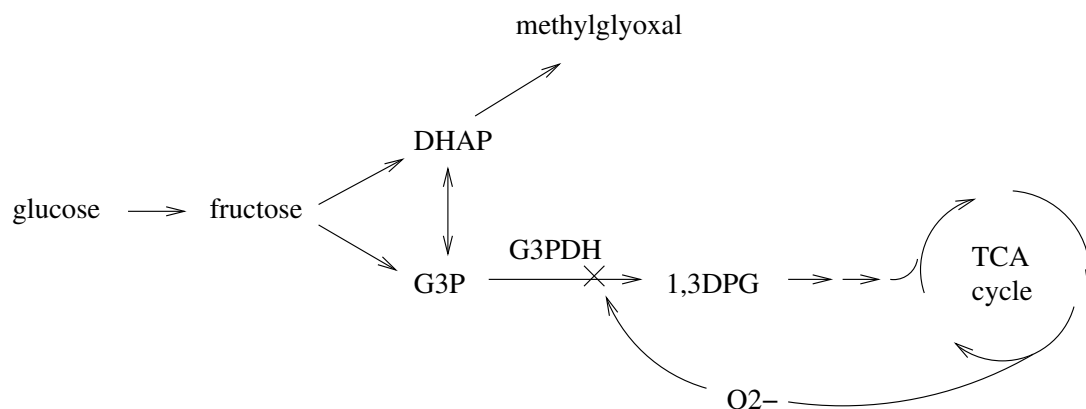 methylglyoxal
DHAP
glucose
fructose
G3PDH
G3P
1,3DPG
TCA
cycle
O2−